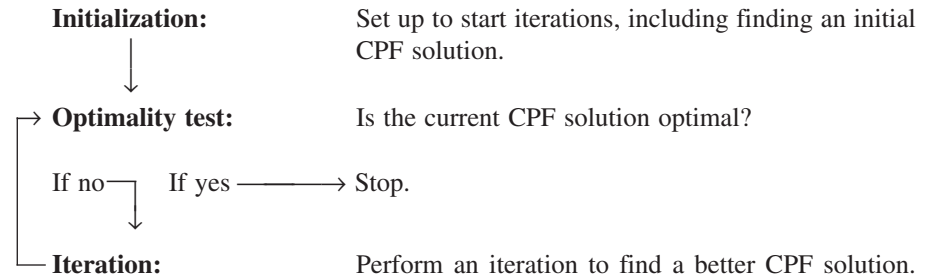 Initialization: Set up to start iterations, including finding an initial
CPF solution.
Optimality test: Is the current CPF solution optimal?
If no If yes Stop.
Iteration: Perform an iteration to find a better CPF solution.